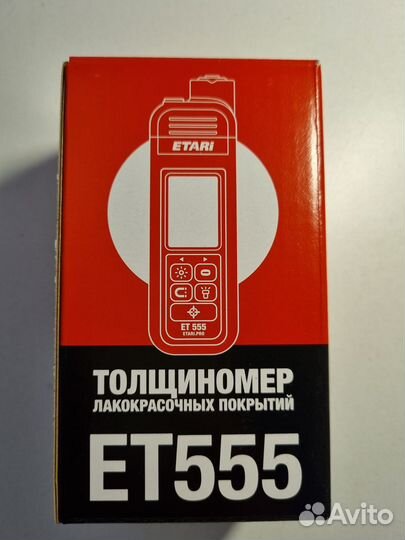 ETARI
ET 555
ETARI.PRO
ТОЛЩИНОМЕР
ЛАКОКРАСОЧНЫХ ПОКРЫТИЙ
ET555
Avito